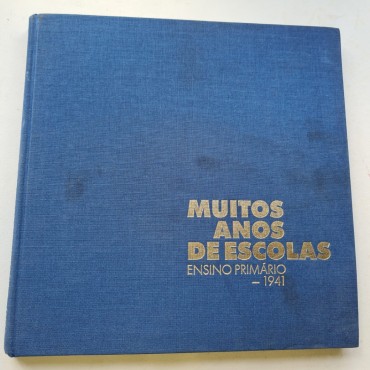 MUITOS
ANOS
DE ESCOLAS
ENSINO PRIMÁRIO
— 1941